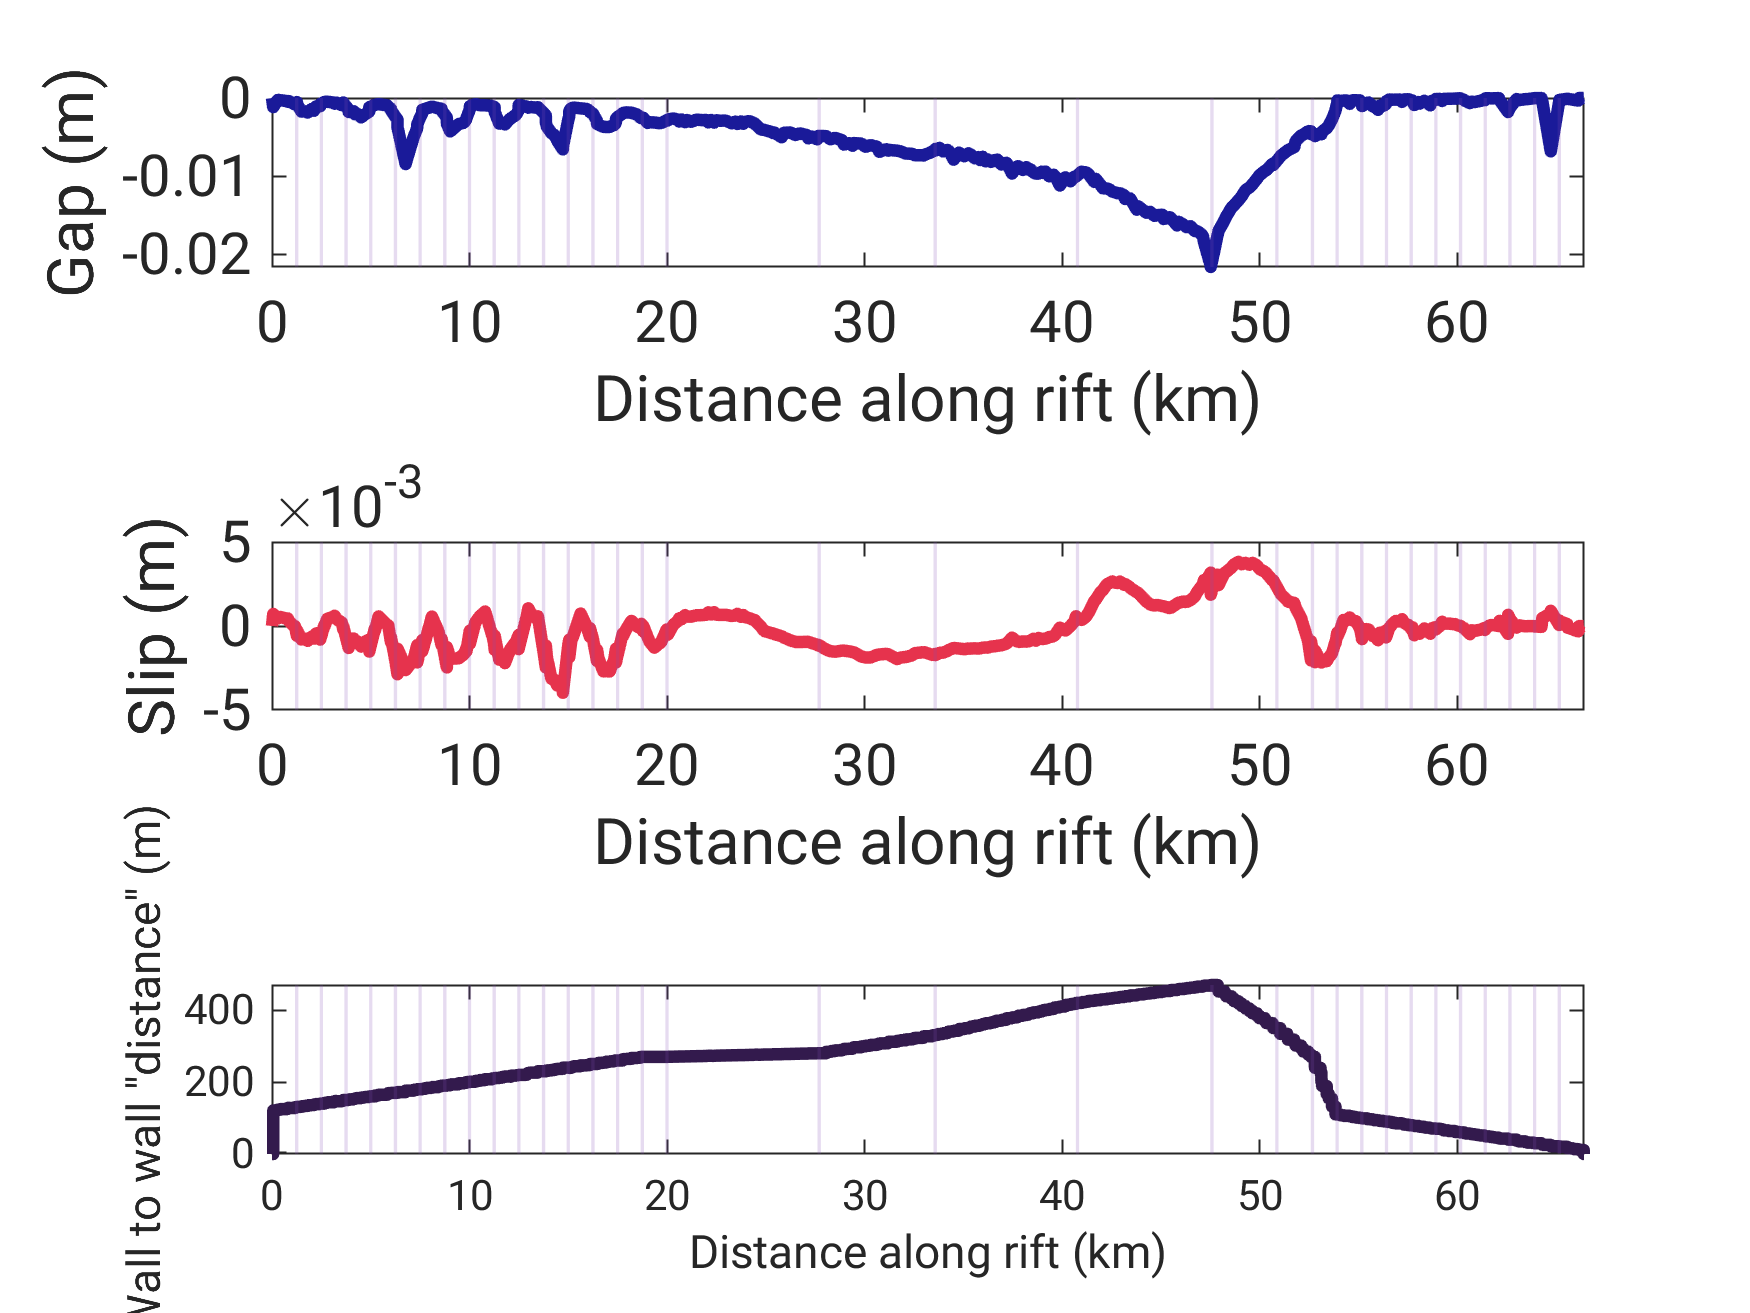 Gap (m)
0
-0.01
-0.02
0 10 20 30 40 50 60
Distance along rift (km)
×10-3
Slip (m)
5
0
-5
0 10 20 30 40 50 60
Distance along rift (km)
to wall "distance" (m)
400
200
0
0 10 20 30 40 50 60
Distance along rift (km)